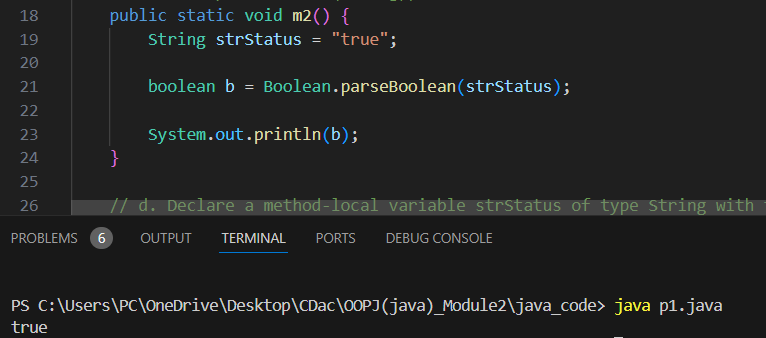 18 public static void m2() {
19 String strStatus = "true";
20
21 boolean b = Boolean.parseBoolean(strStatus);
22
23 System.out.println(b);
24 }
25
26 // d. Declare a method-local variable strStatus of type String with
PROBLEMS 6 OUTPUT TERMINAL PORTS DEBUG CONSOLE
PS C:\Users\PC\OneDrive\Desktop\CDac\OOPJ(java)_Module2\java_code> java p1.java
true